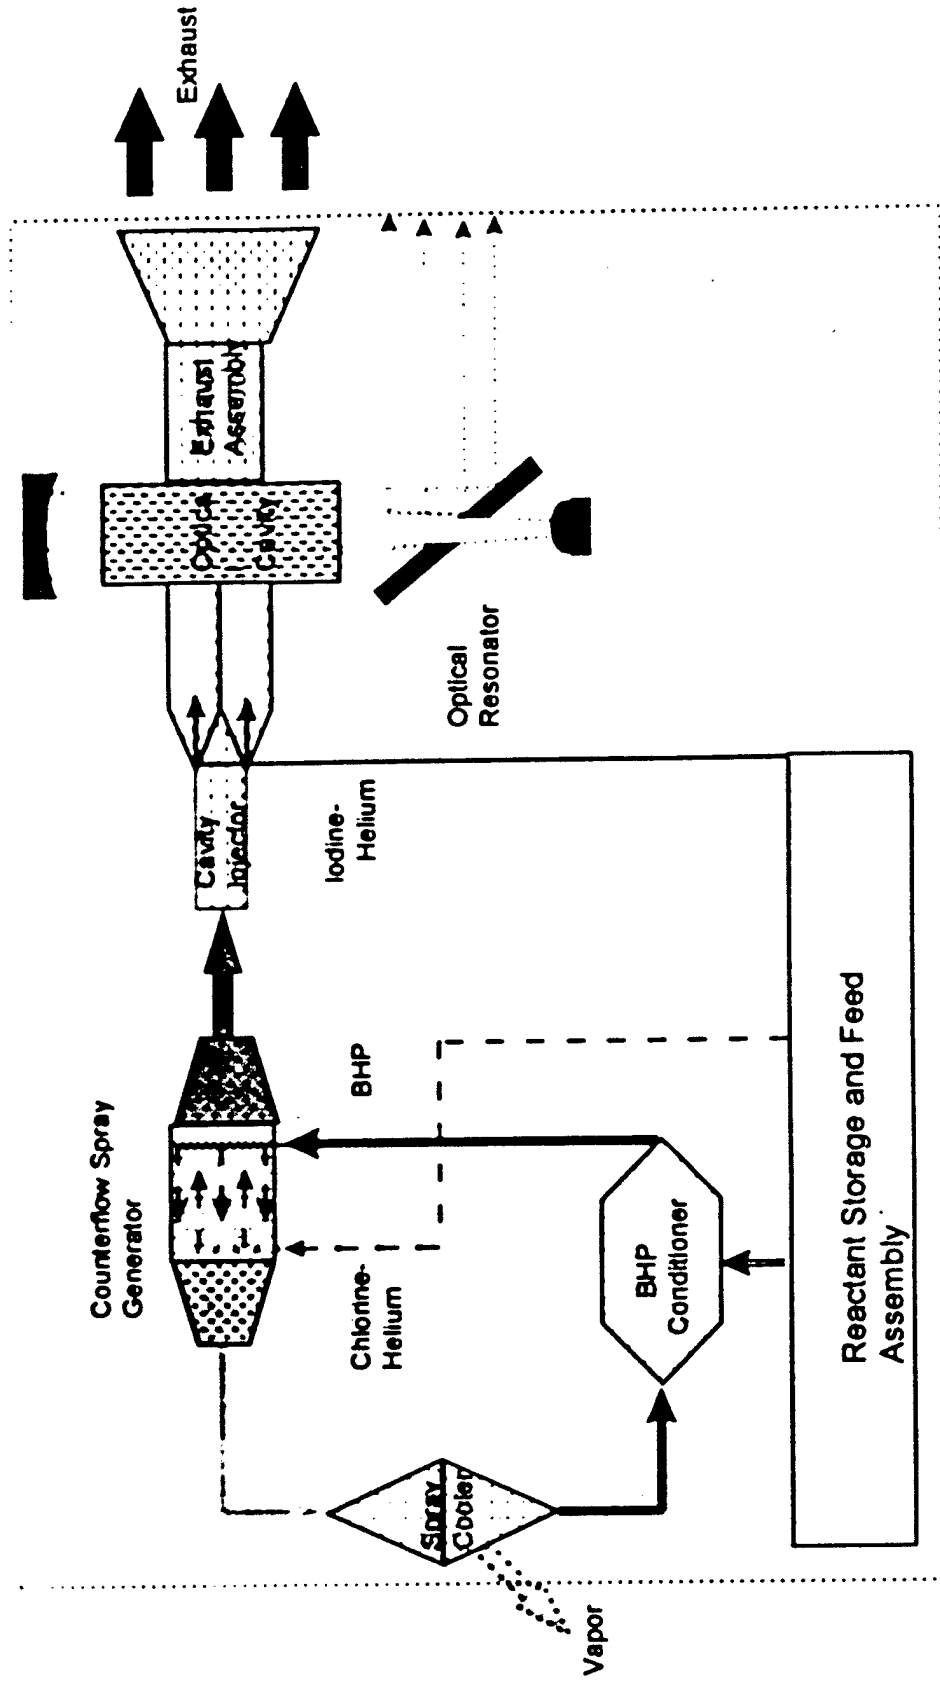 Counterflow Spray
Generator
Exhaust
Cavity
Injector
Optical
Cavity
Exhaust
Assembly
Chlorine-
Helium
BHP
Iodine-
Helium
Optical
Resonator
Spray
Cooler
BHP
Conditioner
Vapor
Reactant Storage and Feed
Assembly